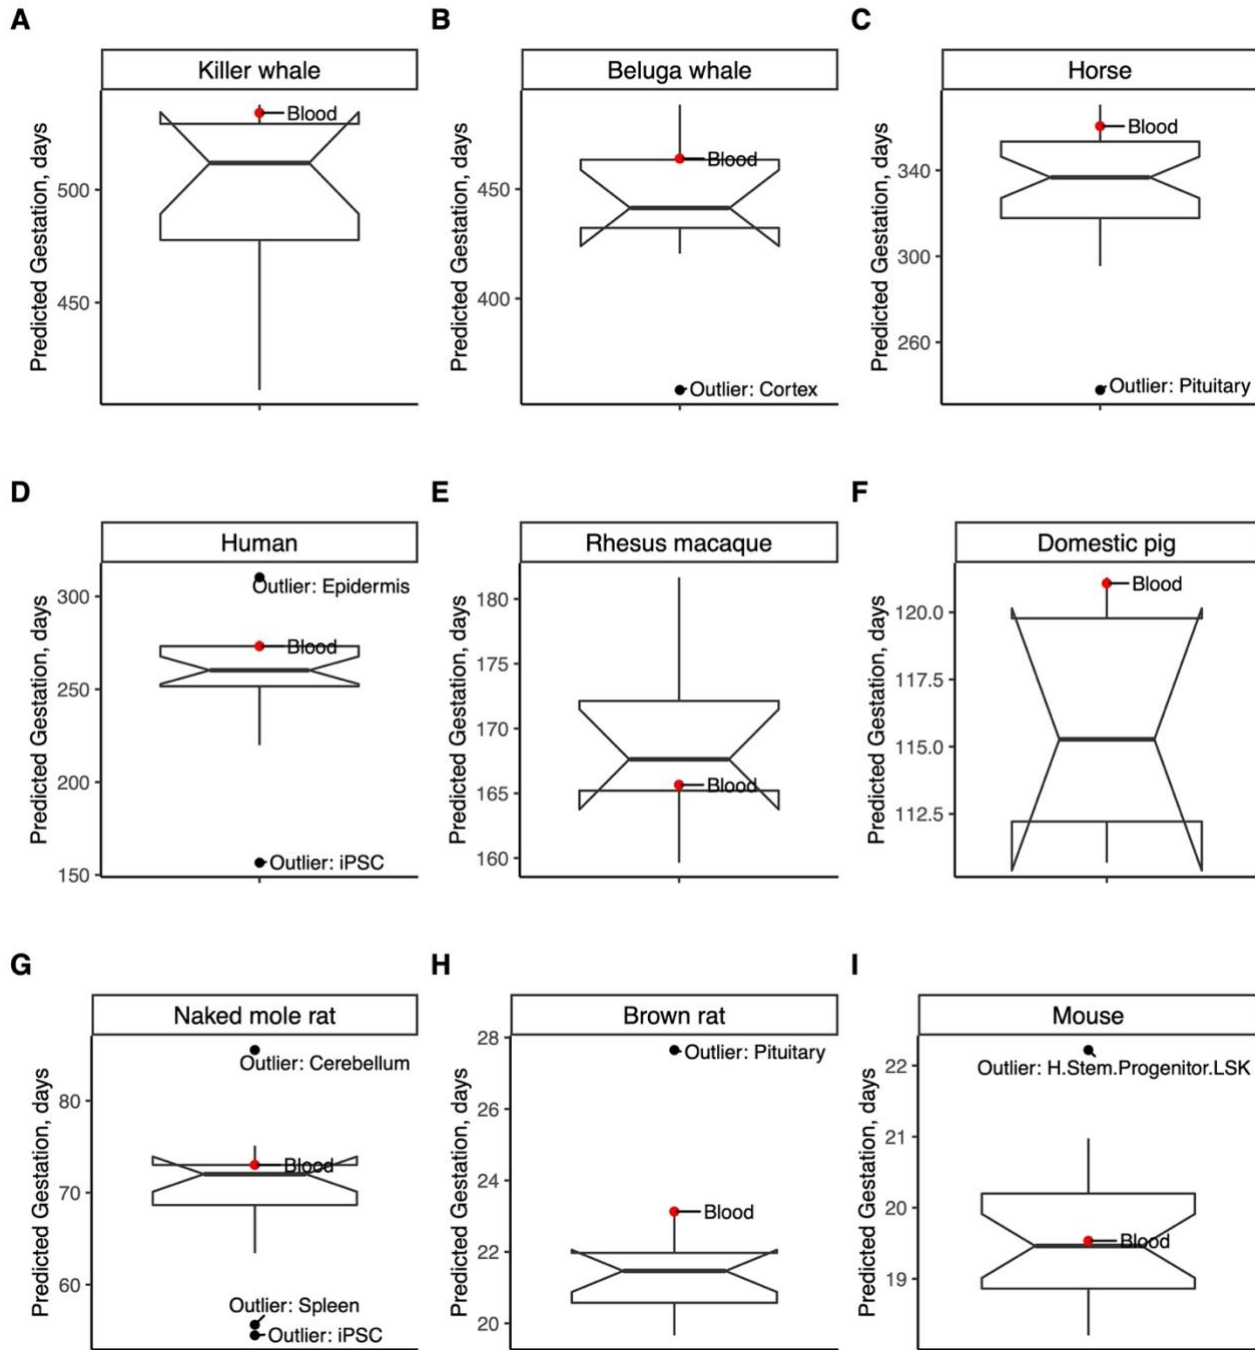 A
Killer whale
Predicted Gestation, days
500
450
Blood
B
Beluga whale
Predicted Gestation, days
450
400
Blood
Outlier: Cortex
C
Horse
Predicted Gestation, days
340
300
260
Blood
Outlier: Pituitary
D
Human
Predicted Gestation, days
300
250
200
150
Outlier: Epidermis
Blood
Outlier: iPSC
E
Rhesus macaque
Predicted Gestation, days
180
175
170
165
160
Blood
F
Domestic pig
Predicted Gestation, days
120.0
117.5
115.0
112.5
Blood
G
Naked mole rat
Predicted Gestation, days
80
70
60
Outlier: Cerebellum
Blood
Outlier: Spleen
Outlier: iPSC
H
Brown rat
Predicted Gestation, days
28
26
24
22
20
Outlier: Pituitary
Blood
I
Mouse
Predicted Gestation, days
22
21
20
19
Outlier: H.Stem.Progenitor.LSK
Blood